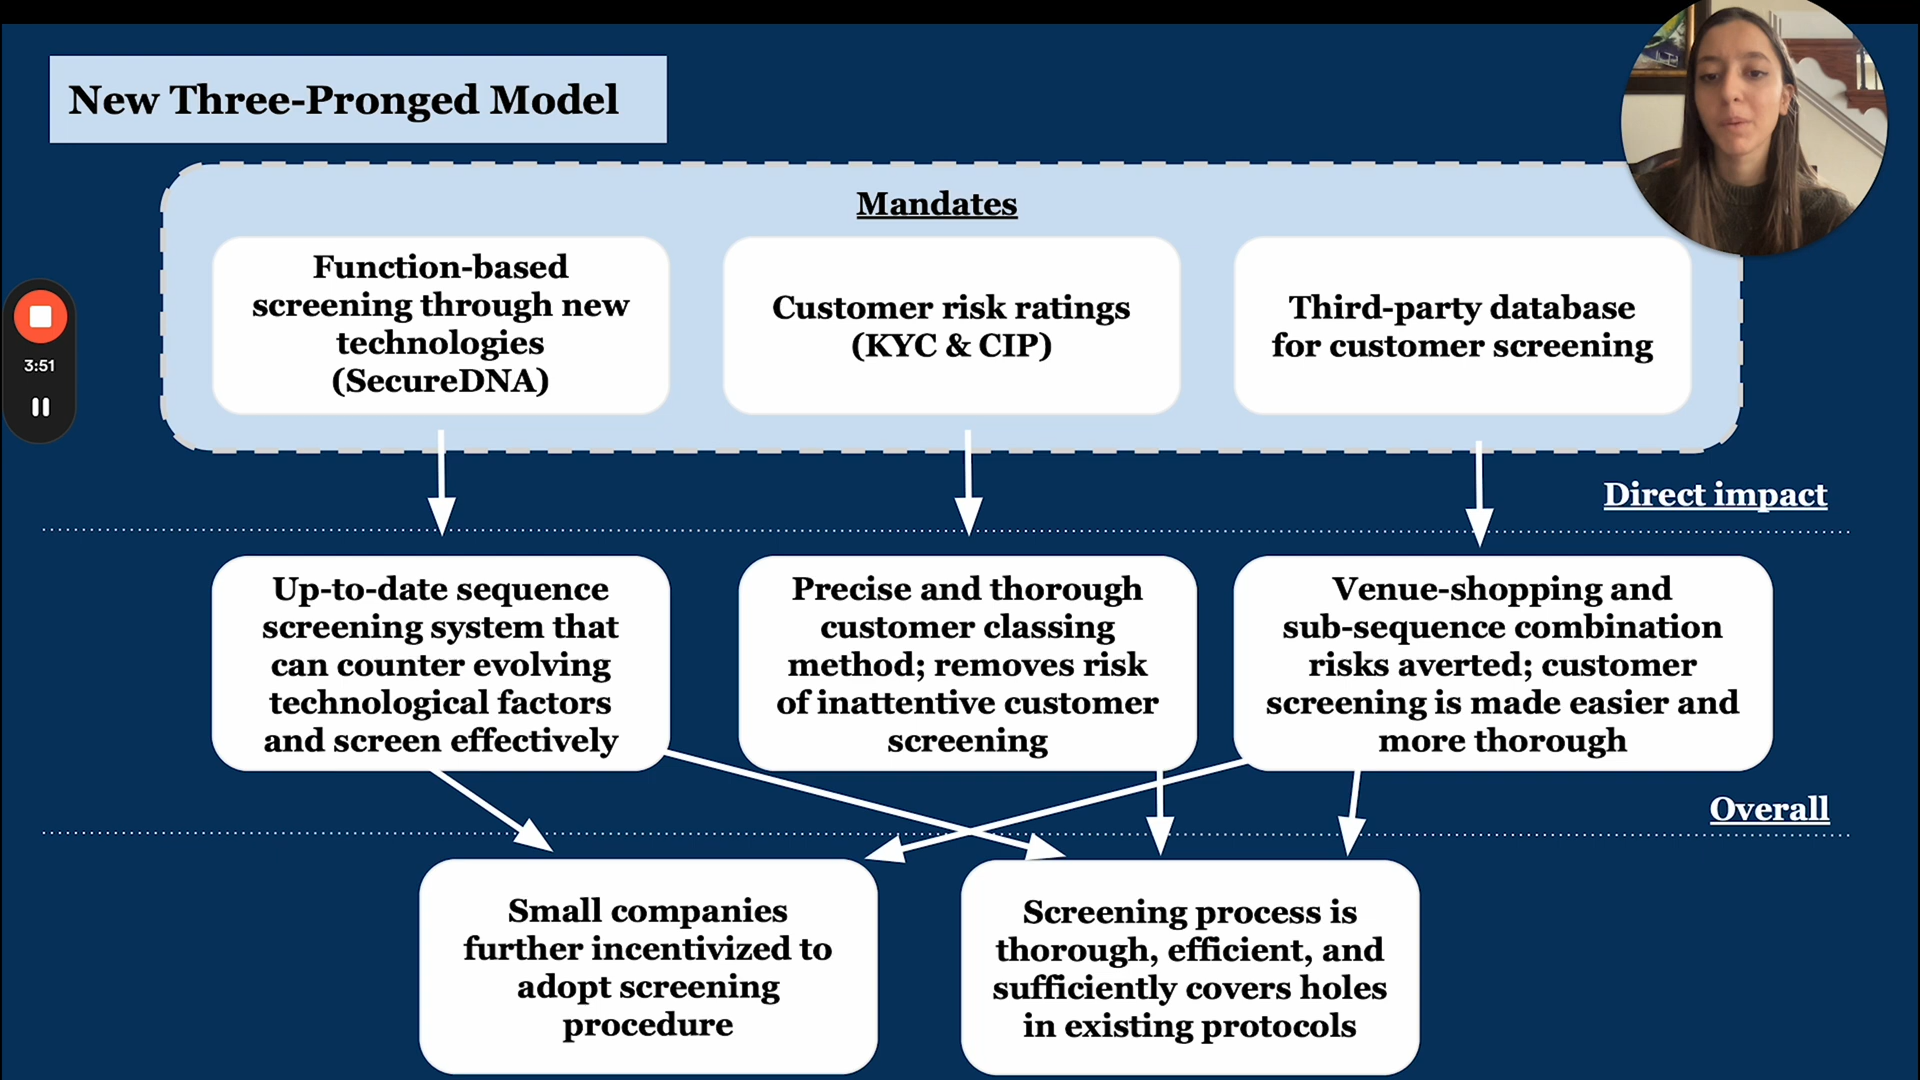 New Three-Pronged Model
Mandates
Function-based
screening through new
technologies
(SecureDNA)
Customer risk ratings
(KYC & CIP)
Third-party database
for customer screening
3:51
Direct impact
Up-to-date sequence
screening system that
can counter evolving
technological factors
and screen effectively
Precise and thorough
customer classing
method; removes risk
of inattentive customer
screening
Venue-shopping and
sub-sequence combination
risks averted; customer
screening is made easier and
more thorough
Overall
Small companies
further incentivized to
adopt screening
procedure
Screening process is
thorough, efficient, and
sufficiently covers holes
in existing protocols